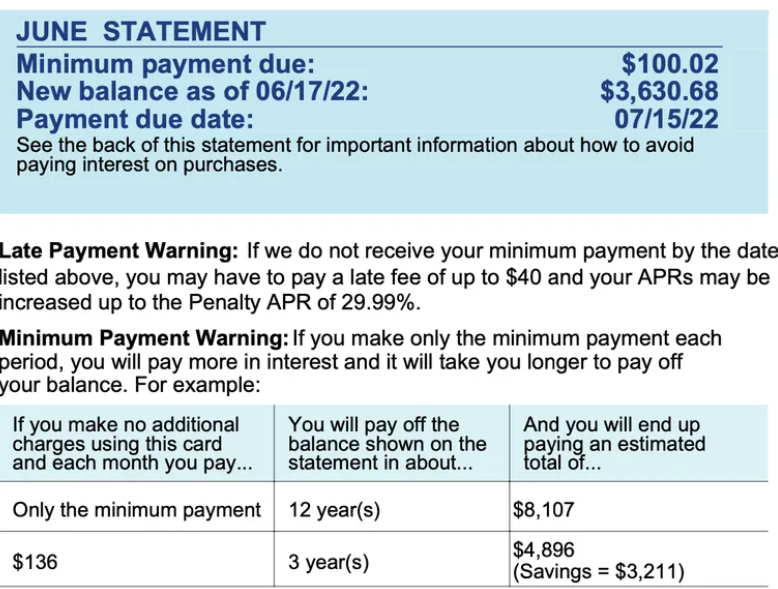 JUNE STATEMENT
Minimum payment due: $100.02
New balance as of 06/17/22: $3,630.68
Payment due date: 07/15/22
See the back of this statement for important information about how to avoid
paying interest on purchases.
Late Payment Warning: If we do not receive your minimum payment by the date
listed above, you may have to pay a late fee of up to $40 and your APRs may be
increased up to the Penalty APR of 29.99%.
Minimum Payment Warning: If you make only the minimum payment each
period, you will pay more in interest and it will take you longer to pay off
your balance. For example:
If you make no additional
charges using this card
and each month you pay...
You will pay off the
balance shown on the
statement in about...
And you will end up
paying an estimated
total of...
Only the minimum payment
12 year(s)
$8,107
$136
3 year(s)
$4,896
(Savings = $3,211)